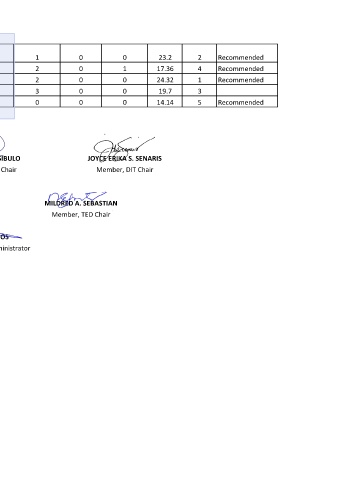 1 0 0 23.2 2 Recommended
2 0 1 17.36 4 Recommended
2 0 0 24.32 1 Recommended
3 0 0 19.7 3
0 0 0 14.14 5 Recommended
IBULO JOYCE ERIKA S. SENARIS
Chair Member, DIT Chair
MILDRED A. SEBASTIAN
Member, TED Chair
OS
ministrator